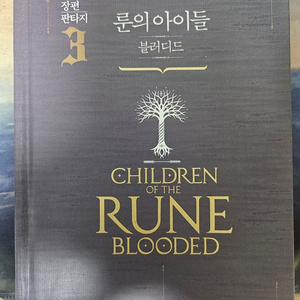 장편
판타지
3
룬의 아이들
블러디드
CHILDREN
OF THE
RUNE
BLOODED